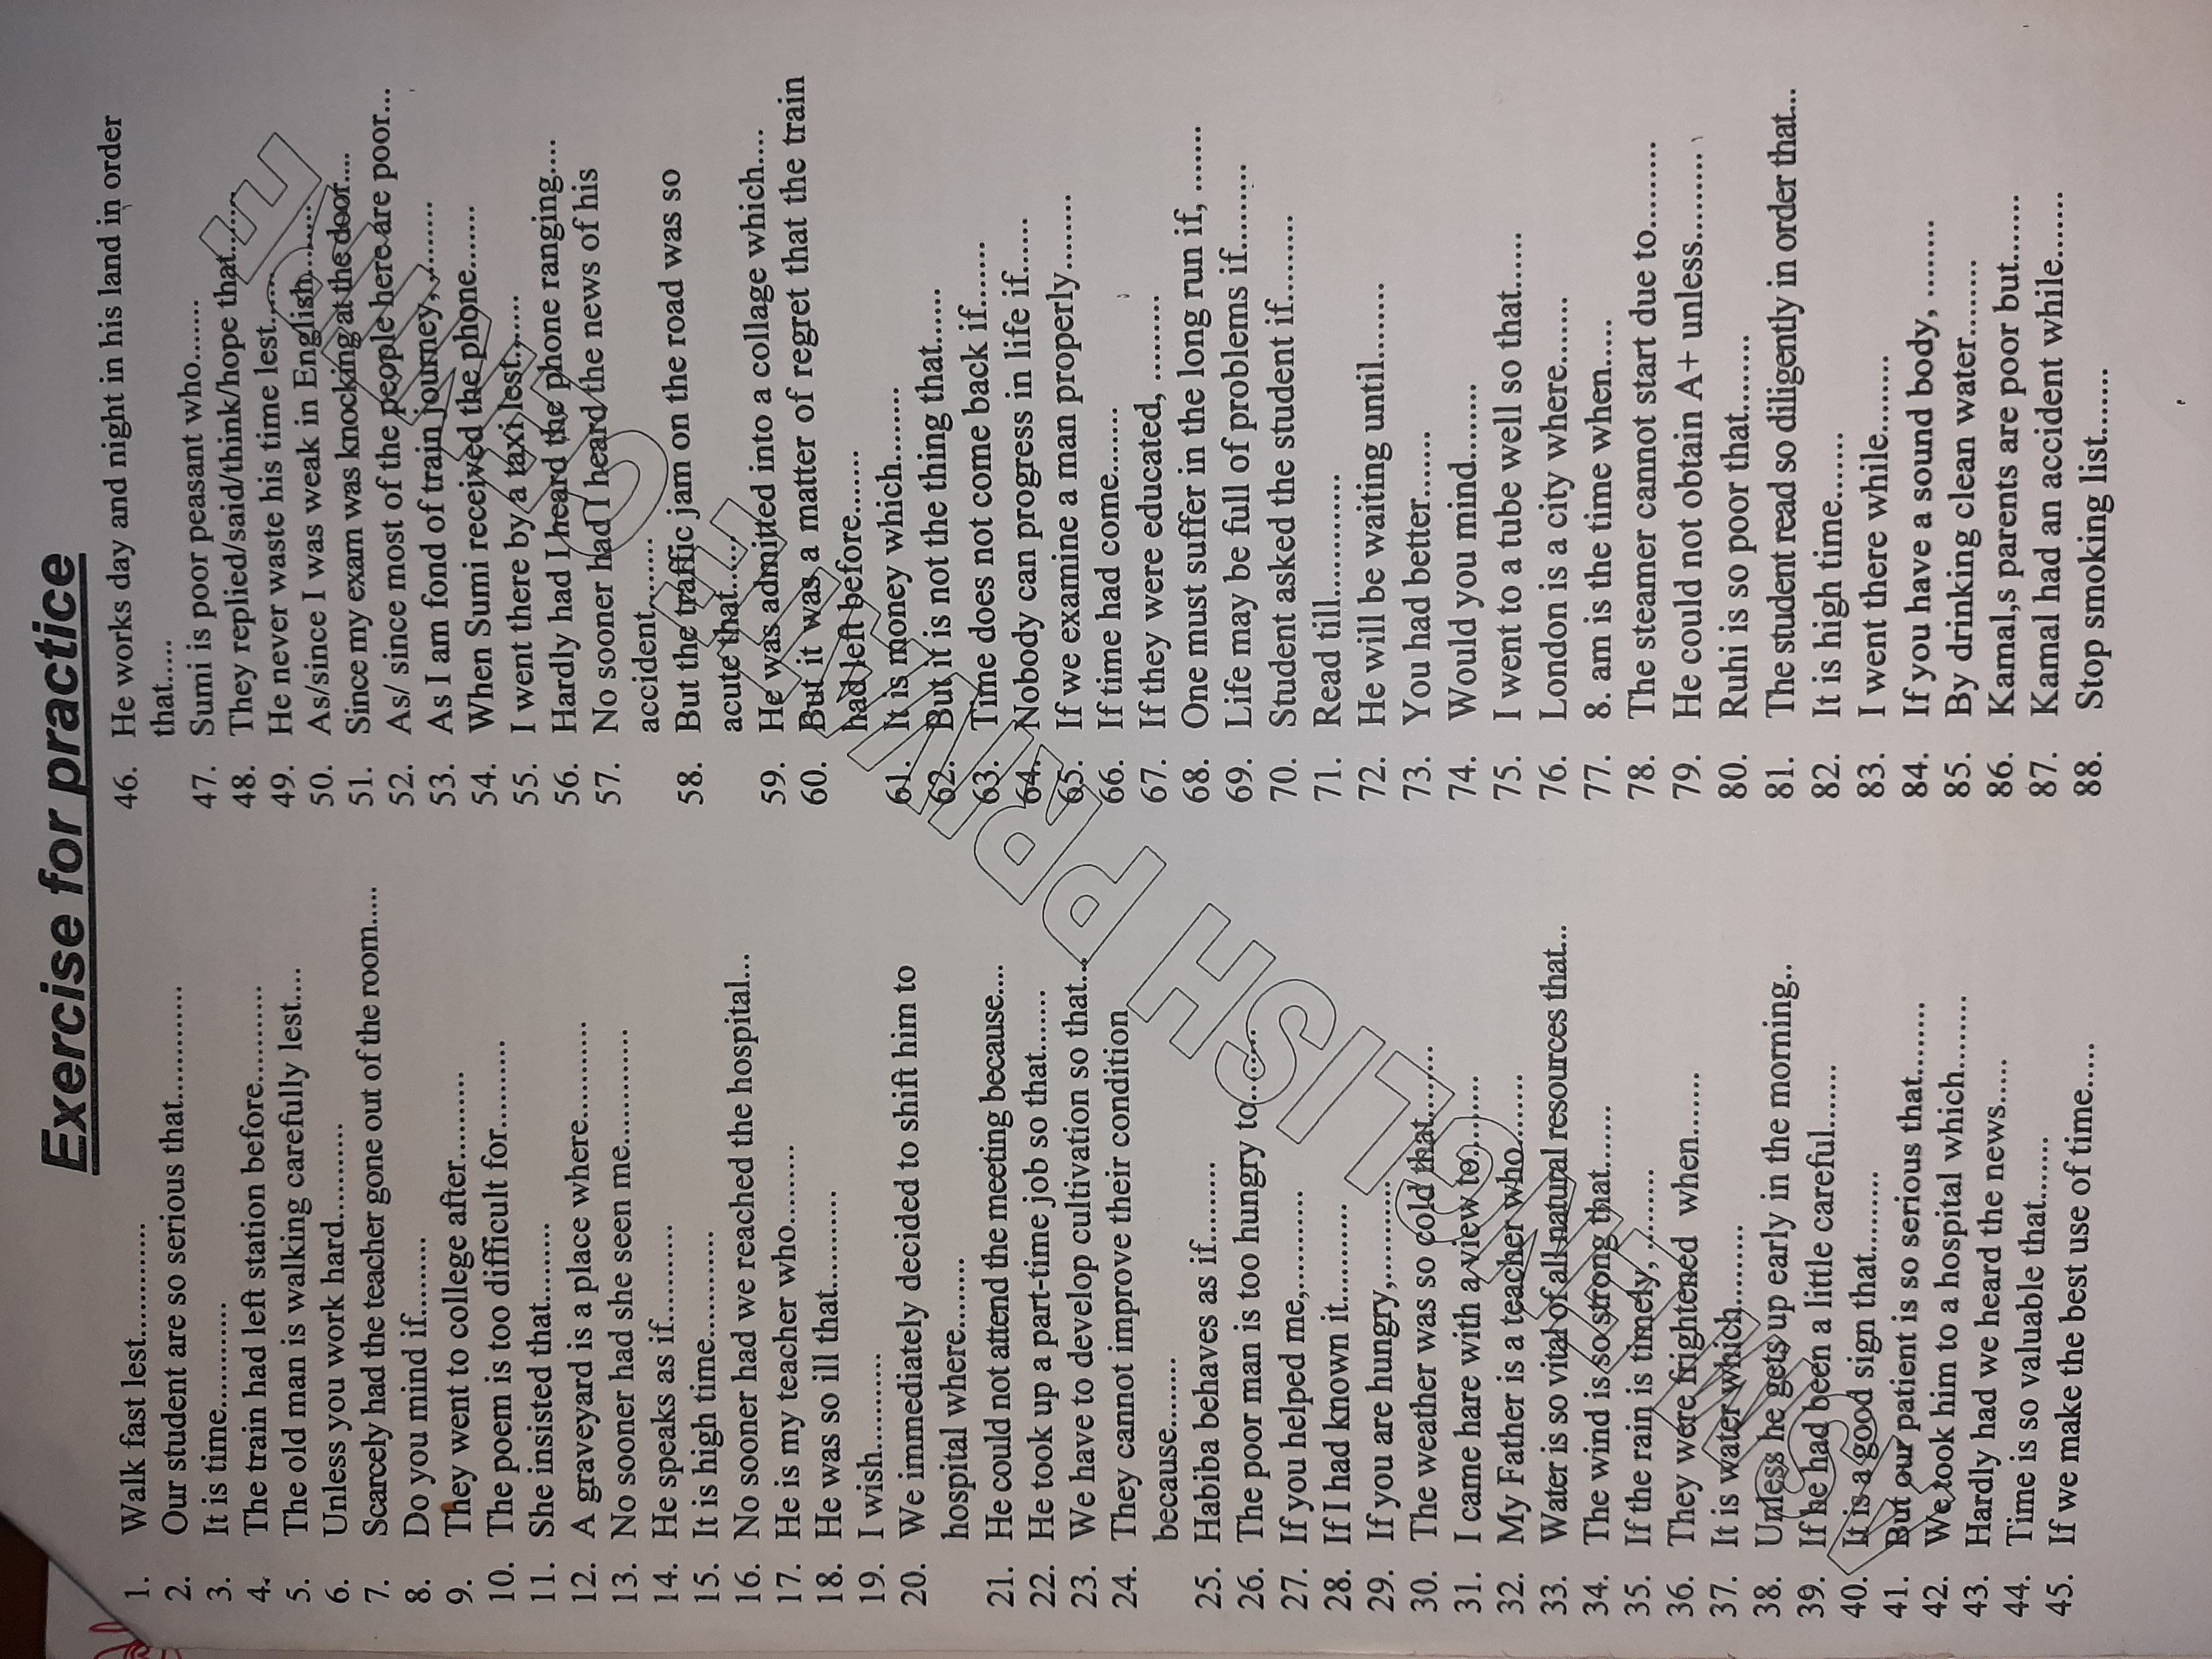 Exercise for practice
1. Walk fast lest.............
2. Our student are so serious that.............
3. It is time............
4. The train had left station before...........
5. The old man is walking carefully lest....
6. Unless you work hard...........
7. Scarcely had the teacher gone out of the room.....
8. Do you mind if.........
9. They went to college after..........
10. The poem is too difficult for..........
11. She insisted that.........
12. A graveyard is a place where...........
13. No sooner had she seen me.............
14. He speaks as if...........
15. It is high time............
16. No sooner had we reached the hospital...
17. He is my teacher who.........
18. He was so ill that...........
19. I wish...........
20. We immediately decided to shift him to
hospital where........
21. He could not attend the meeting because....
22. He took up a part-time job so that.......
23. We have to develop cultivation so that...
24. They cannot improve their condition
because........
25. Habiba behaves as if.........
26. The poor man is too hungry to........
27. If you helped me,...........
28. If I had known it...........
29. If you are hungry,...........
30. The weather was so cold that........
31. I came hare with a view to.........
32. My Father is a teacher who........
33. Water is so vital of all natural resources that...
34. The wind is so strong that.......
35. If the rain is timely, .........
36. They were frightened when.......
37. It is water which.........
38. Unless he gets up early in the morning..
39. If he had been a little careful.......
40. It is a good sign that.........
41. But our patient is so serious that........
42. We took him to a hospital which........
43. Hardly had we heard the news.....
44. Time is so valuable that.......
45. If we make the best use of time.....
46. He works day and night in his land in order
that.....
47. Sumi is poor peasant who.......
48. They replied/said/think/hope that.......
49. He never waste his time lest......
50. As/since I was weak in English........
51. Since my exam was knocking at the door....
52. As/ since most of the people here are poor...
53. As I am fond of train journey, .........
54. When Sumi received the phone.......
55. I went there by a taxi lest.......
56. Hardly had I heard the phone ranging....
57. No sooner had I heard the news of his
accident........
58. But the traffic jam on the road was so
acute that......
59. He was admitted into a collage which....
60. But it was a matter of regret that the train
had left before.......
61. It is money which........
62. But it is not the thing that......
63. Time does not come back if.......
64. Nobody can progress in life if......
65. If we examine a man properly........
66. If time had come.......
67. If they were educated, .........
68. One must suffer in the long run if, .......
69. Life may be full of problems if.........
70. Student asked the student if.........
71. Read till.............
72. He will be waiting until........
73. You had better.......
74. Would you mind........
75. I went to a tube well so that......
76. London is a city where.......
77. 8. am is the time when.....
78. The steamer cannot start due to.........
79. He could not obtain A+ unless.........
80. Ruhi is so poor that........
81. The student read so diligently in order that...
82. It is high time.......
83. I went there while........
84. If you have a sound body, ........
85. By drinking clean water........
86. Kamal,s parents are poor but.......
87. Kamal had an accident while.......
88. Stop smoking list.......
ENGLISH PRIVATE